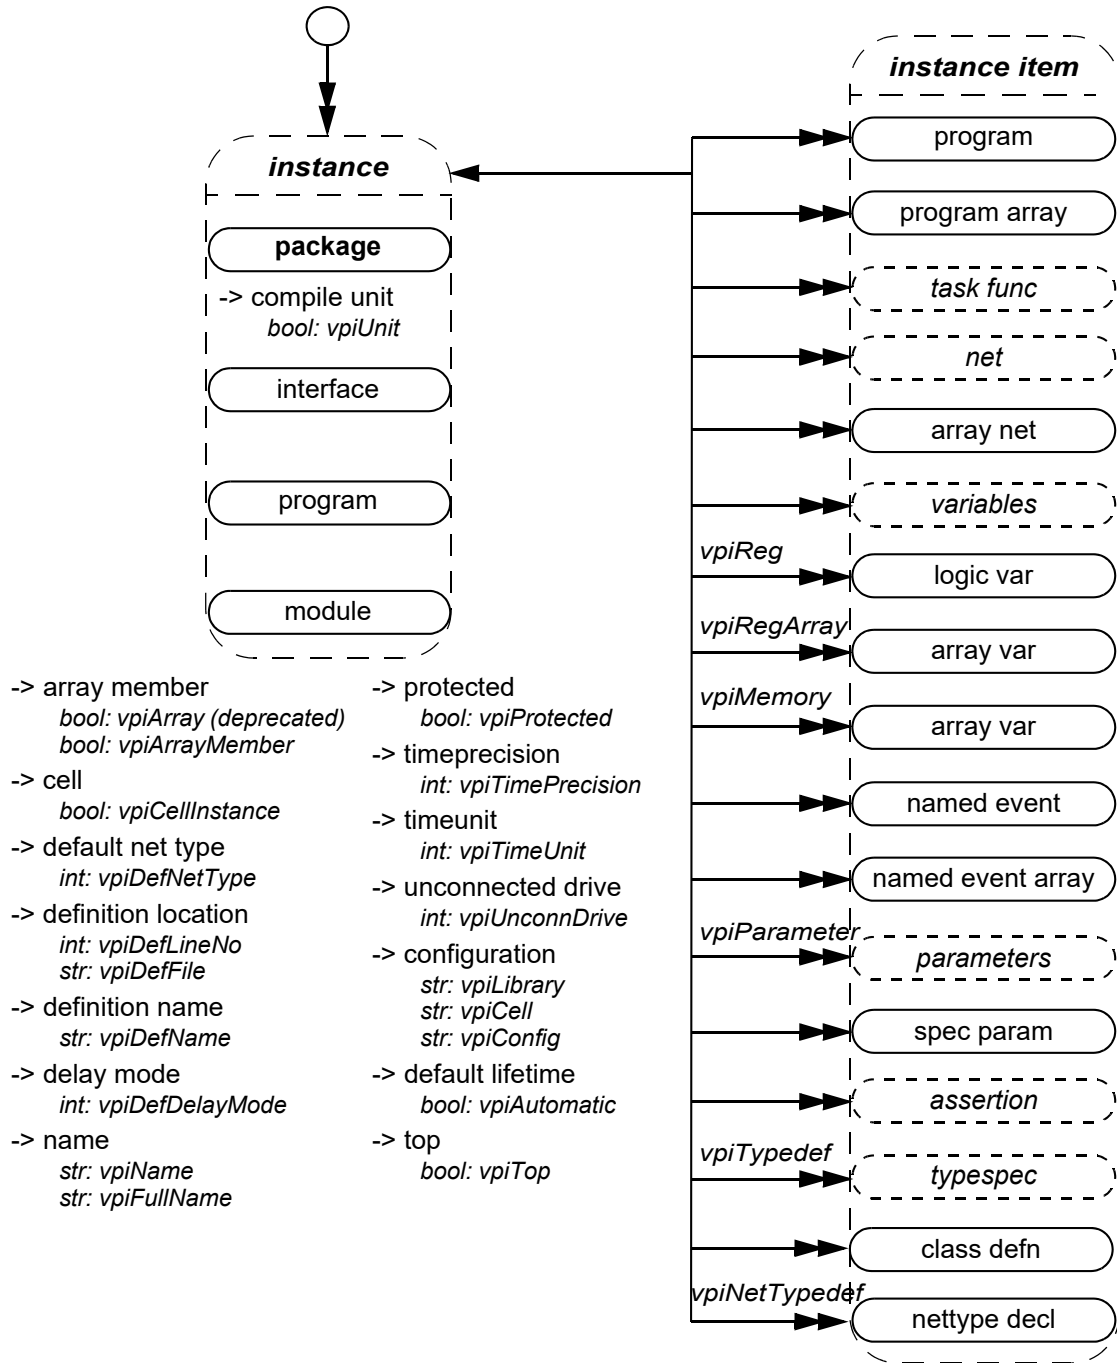 instance
package
-> compile unit
bool: vpiUnit
interface
program
module
-> array member
bool: vpiArray (deprecated)
bool: vpiArrayMember
-> cell
bool: vpiCellInstance
-> default net type
int: vpiDefNetType
-> definition location
int: vpiDefLineNo
str: vpiDefFile
-> definition name
str: vpiDefName
-> delay mode
int: vpiDefDelayMode
-> name
str: vpiName
str: vpiFullName
-> protected
bool: vpiProtected
-> timeprecision
int: vpiTimePrecision
-> timeunit
int: vpiTimeUnit
-> unconnected drive
int: vpiUnconnDrive
-> configuration
str: vpiLibrary
str: vpiCell
str: vpiConfig
-> default lifetime
bool: vpiAutomatic
-> top
bool: vpiTop
instance item
program
program array
task func
net
array net
variables
vpiReg
logic var
vpiRegArray
array var
vpiMemory
array var
named event
named event array
vpiParameter
parameters
spec param
assertion
vpiTypedef
typespec
class defn
vpiNetTypedef
nettype decl